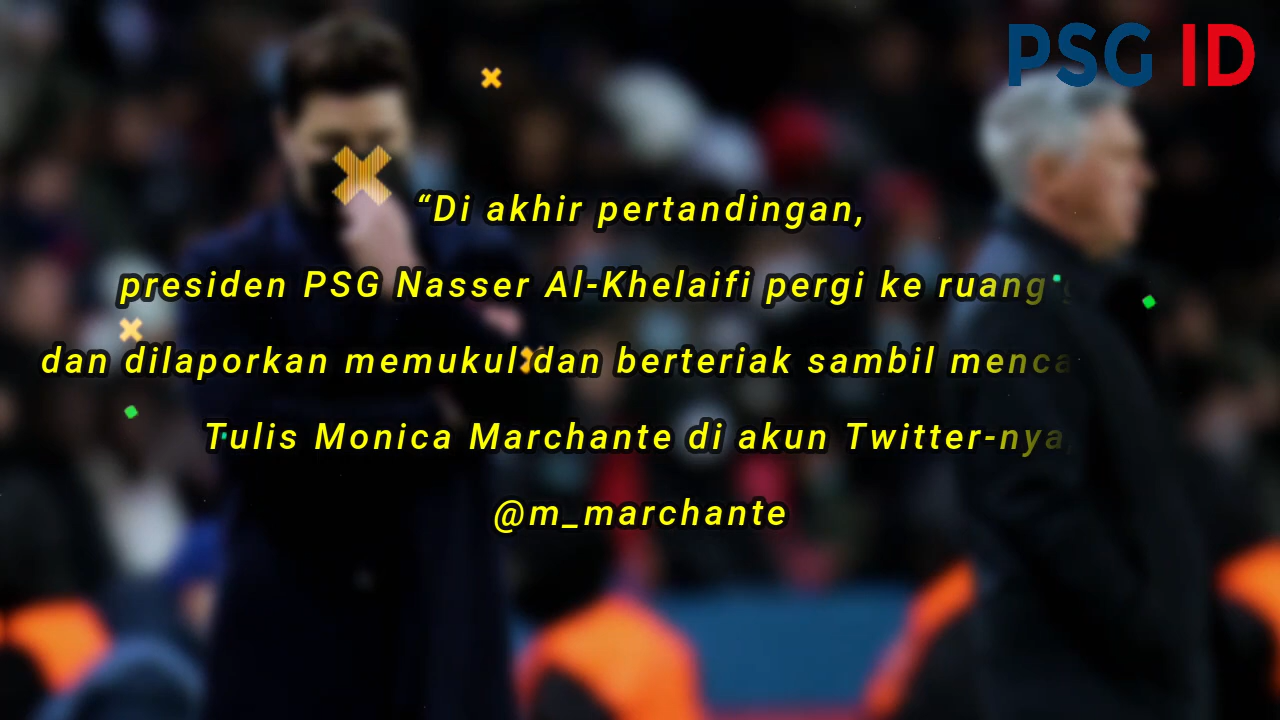 PSG ID
“Di akhir pertandingan,
presiden PSG Nasser Al-Khelaifi pergi ke ruang
dan dilaporkan memukul dan berteriak sambil
Tulis Monica Marchante di akun Twitter-nya,
@m_marchante